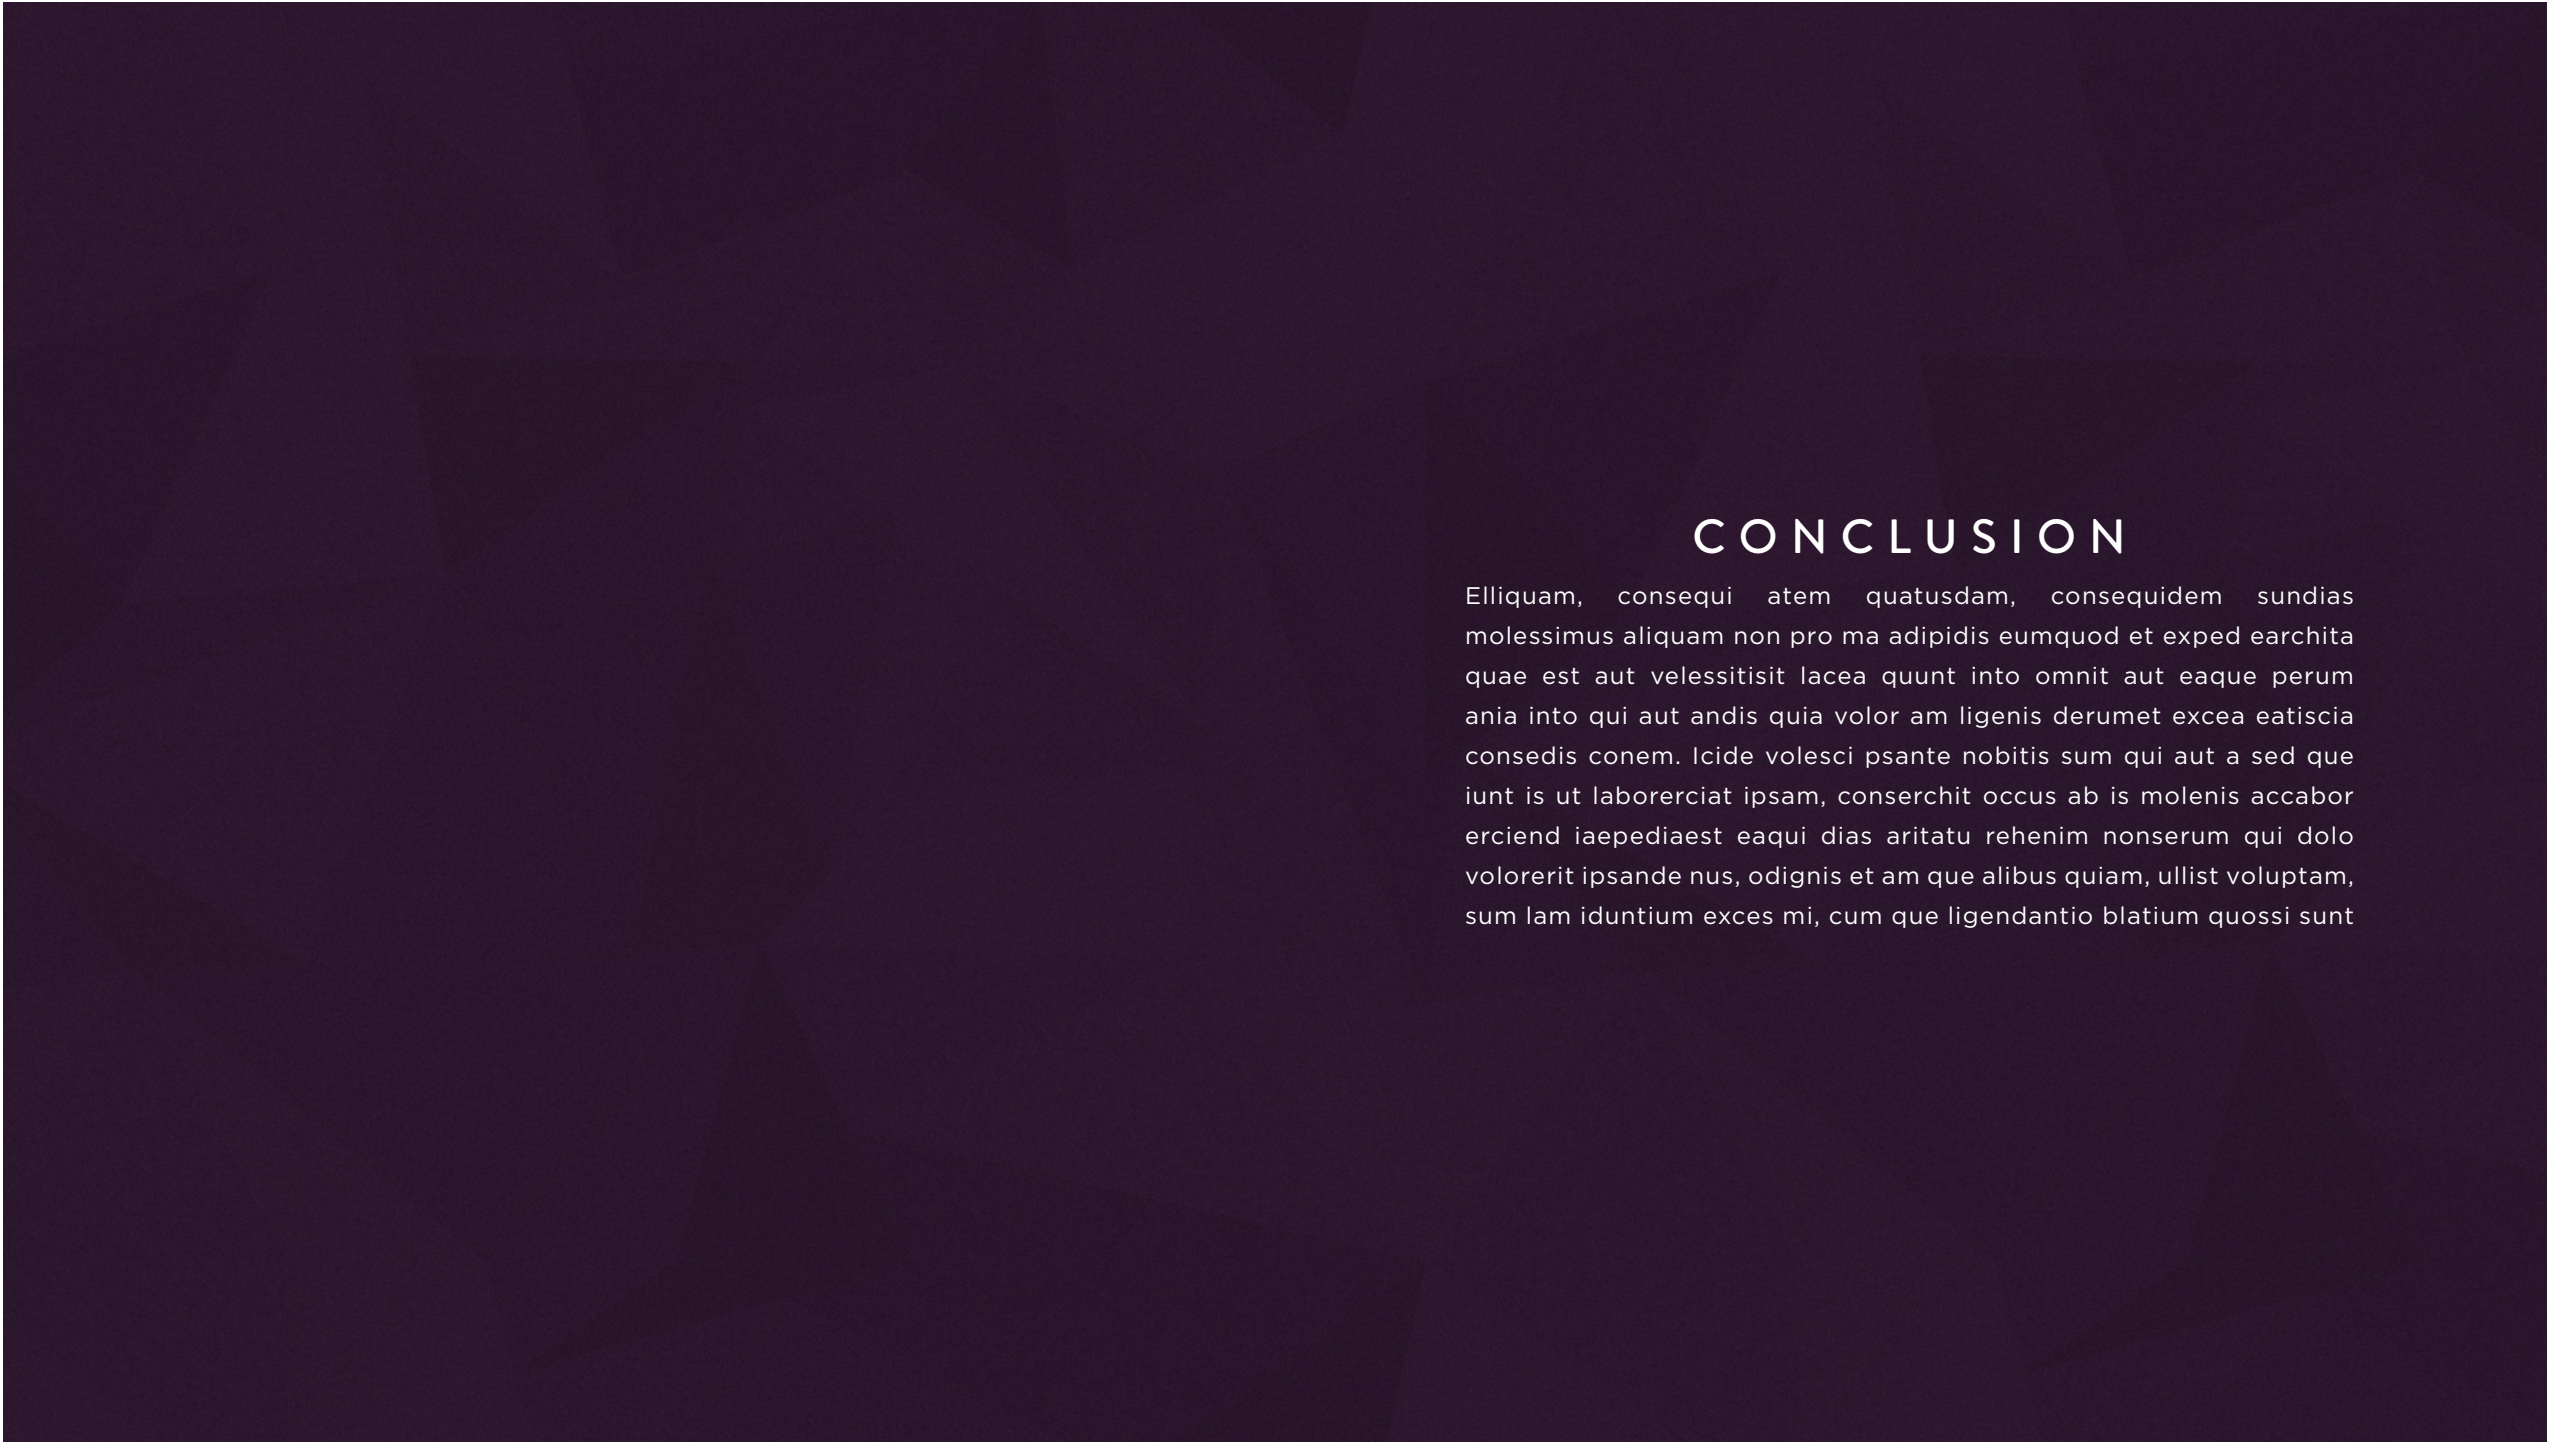 CONCLUSION
Elliquam, consequi atem quatusdam, consequidem sundias
molessimus aliquam non pro ma adipidis eumquod et exped earchita
quae est aut velessitisit lacea quunt into omnit aut eaque perum
ania into qui aut andis quia volor am ligenis derumet excea eatiscia
consedis conem. Icide volesci psante nobitis sum qui aut a sed que
iunt is ut laborerciat ipsam, conserchit occus ab is molenis accabor
erciend iaepediaest eaqui dias aritatu rehenim nonserum qui dolo
volorerit ipsande nus, odignis et am que alibus quiam, ullist voluptam,
sum lam iduntium exces mi, cum que ligendantio blatium quossi sunt